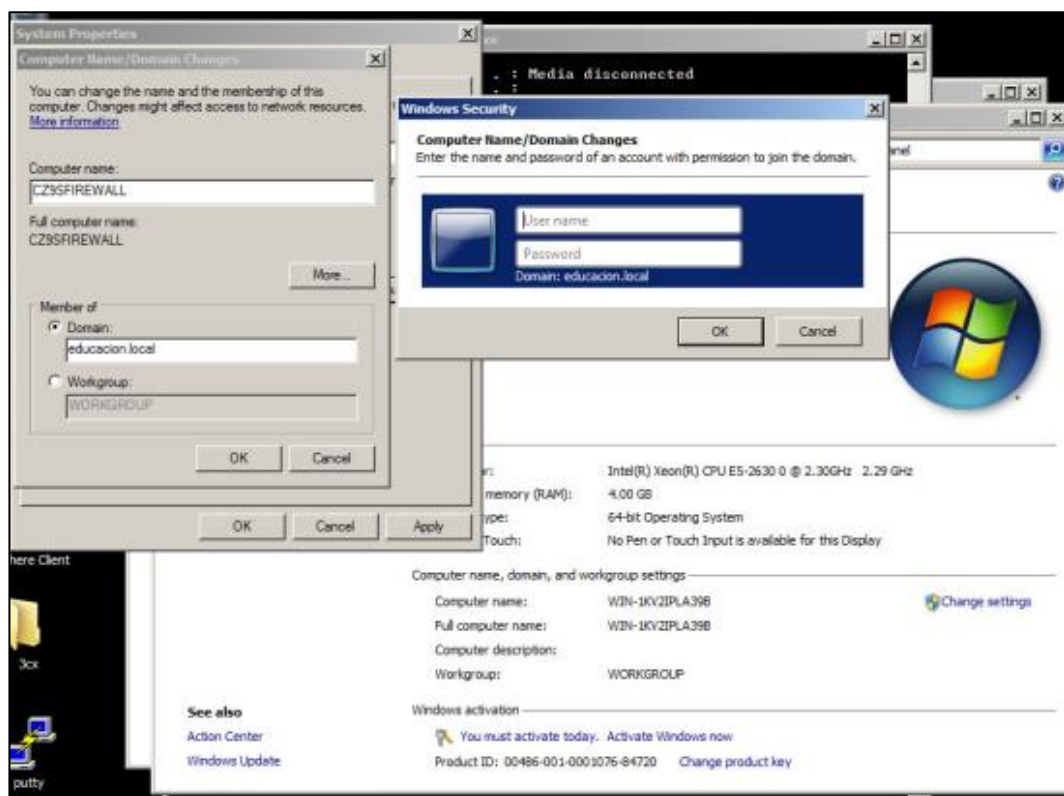 System Properties
Computer Name/Domain Changes
You can change the name and the membership of this
computer. Changes might affect access to network resources.
More information
Computer name:
CZ9SFIREWALL
Full computer name:
CZ9SFIREWALL
More...
Member of
Domain:
educacion.local
Workgroup:
WORKGROUP
OK
Cancel
OK
Cancel
Apply
. : Media disconnected
. :
Windows Security
Computer Name/Domain Changes
Enter the name and password of an account with permission to join the domain.
User name
Password
Domain: educacion.local
OK
Cancel
Intel(R) Xeon(R) CPU E5-2630 0 @ 2.30GHz 2.29 GHz
memory (RAM): 4.00 GB
ype: 64-bit Operating System
Touch: No Pen or Touch Input is available for this Display
Computer name, domain, and workgroup settings
Computer name: WIN-1KV2IPLA39B
Change settings
Full computer name: WIN-1KV2IPLA39B
Computer description:
Workgroup: WORKGROUP
Windows activation
You must activate today. Activate Windows now
Product ID: 00486-001-0001076-84720 Change product key
See also
Action Center
Windows Update
here Client
3cx
putty